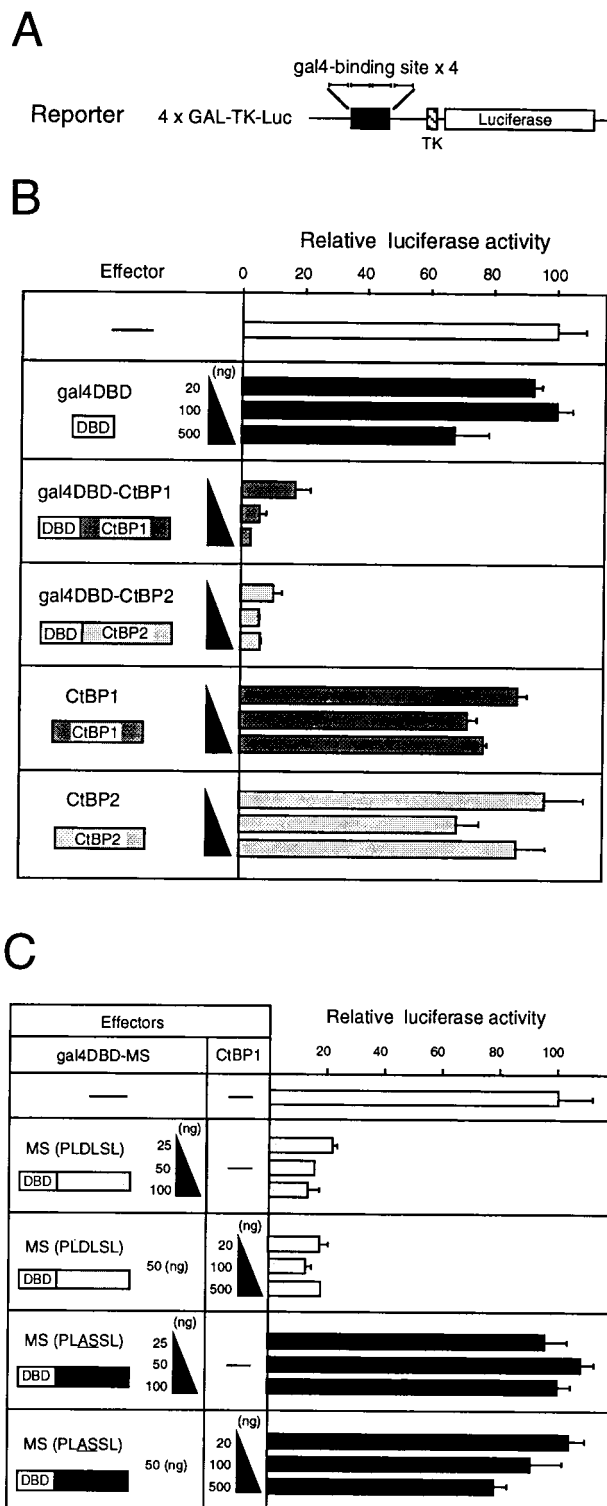 A
gal4-binding site x 4
Reporter 4 x GAL-TK-Luc Luciferase
TK
B
Relative luciferase activity
Effector 0 20 40 60 80 100
—
(ng)
gal4DBD 20
100
DBD 500
gal4DBD-CtBP1
DBD CtBP1
gal4DBD-CtBP2
DBD CtBP2
CtBP1
CtBP1
CtBP2
CtBP2
C
Effectors Relative luciferase activity
gal4DBD-MS CtBP1 20 40 60 80 100
— —
(ng)
MS (PLDLSL) 25
50 —
DBD 100
(ng)
MS (PLDLSL) 20
50 (ng) 100
DBD 500
(ng)
MS (PLASSL) 25
50 —
DBD 100
(ng)
MS (PLASSL) 20
50 (ng) 100
DBD 500